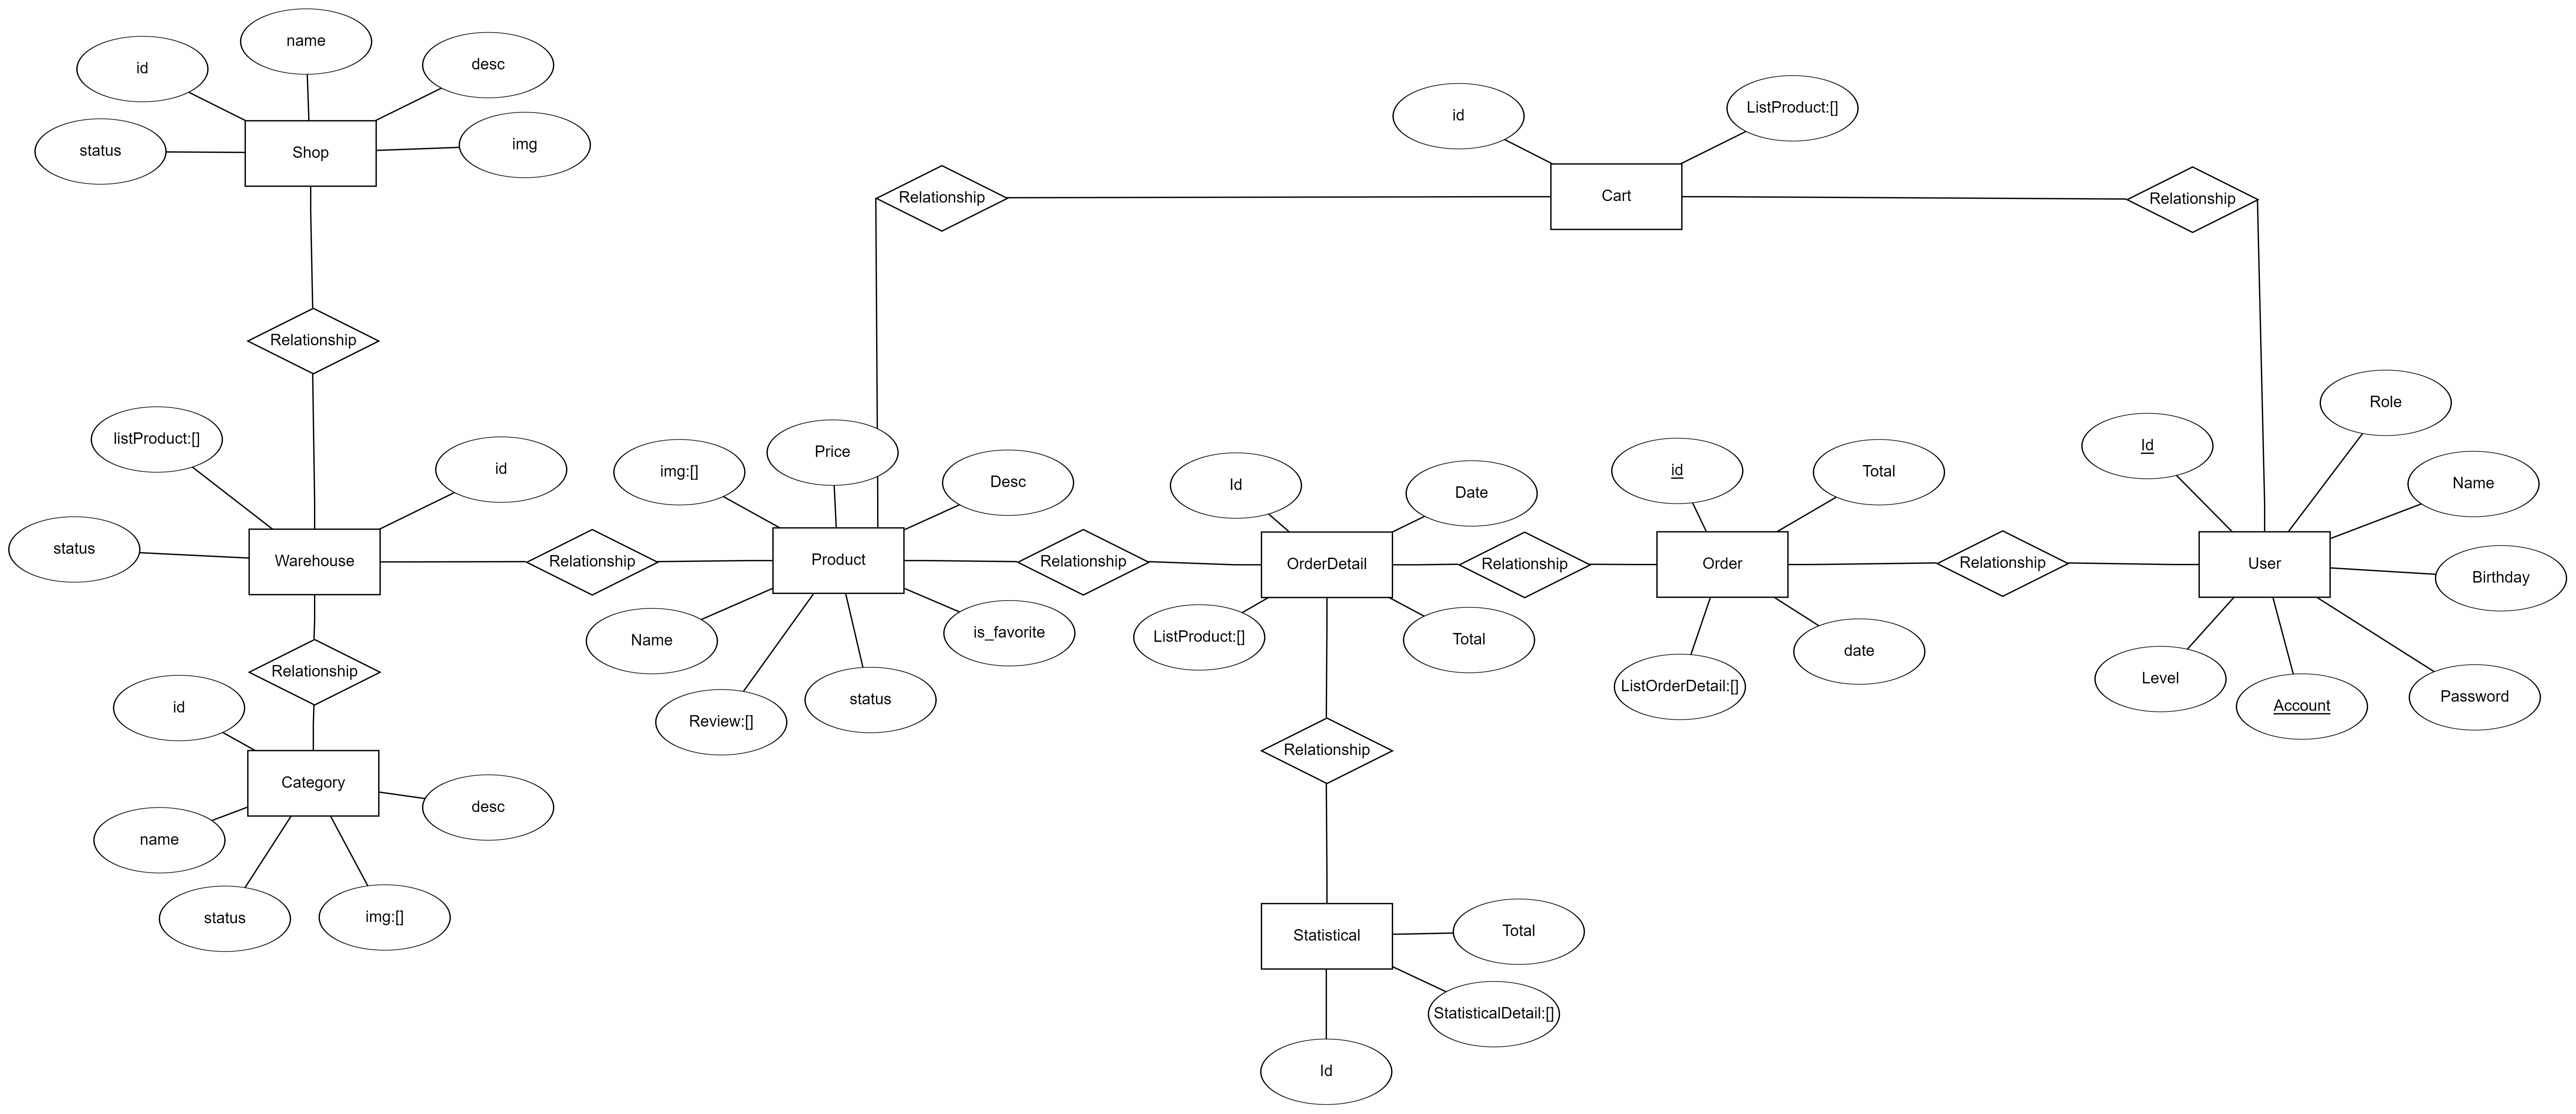 name
id
desc
status
Shop
img
id
ListProduct:[]
Relationship
Cart
Relationship
Relationship
Role
listProduct:[]
id
img:[]
Price
Desc
Id
Date
id
Total
Id
Name
status
Warehouse
Relationship
Product
Relationship
OrderDetail
Relationship
Order
Relationship
User
Birthday
Name
is_favorite
ListProduct:[]
Total
date
Relationship
Review:[]
status
ListOrderDetail:[]
Level
Account
Password
id
Relationship
Category
desc
name
status
img:[]
Statistical
Total
StatisticalDetail:[]
Id